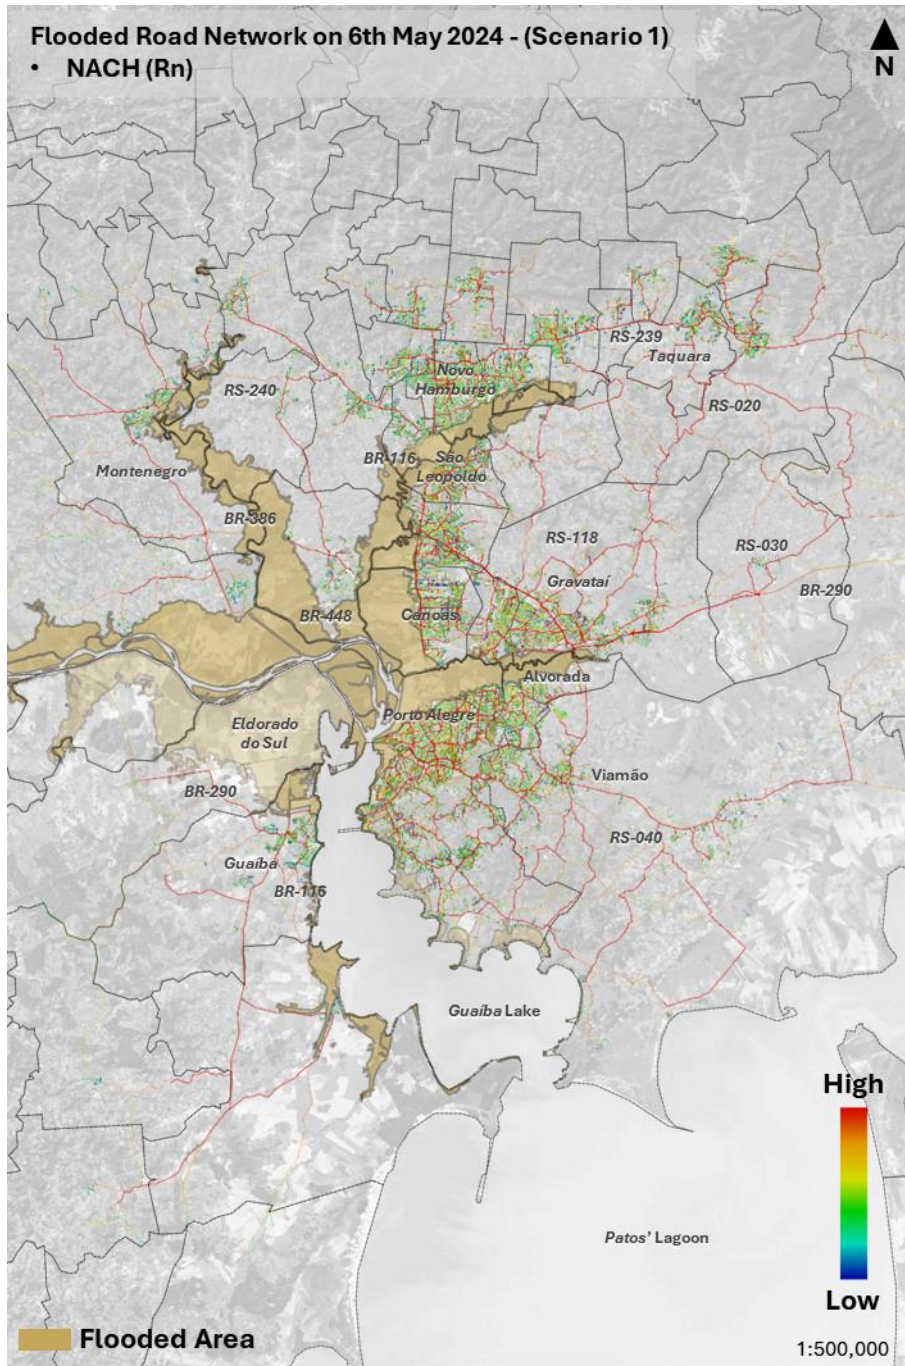 Flooded Road Network on 6th May 2024 - (Scenario 1)
• NACH (Rn)
N
RS-239
Taquara
Novo
Hamburgo
RS-240
RS-020
BR-116
São
Leopoldo
Montenegro
BR-386
RS-118
RS-030
Gravataí
BR-290
BR-448
Canoas
Alvorada
Porto Alegre
Eldorado
do Sul
Viamão
BR-290
RS-040
Guaíba
BR-116
Guaíba Lake
High
Patos' Lagoon
Low
Flooded Area
1:500,000